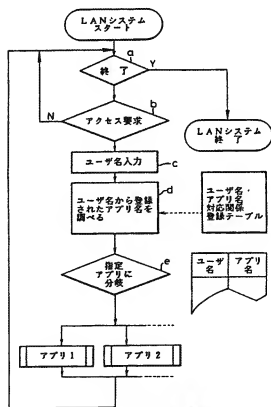 LANシステム
スタート
a
終 了
Y
b
アクセス要求
N
LANシステム
終 了
ユーザ名入力
c
d
ユーザ名から登録
されたアプリ名を
調べる
ユーザ名・
アプリ名
対応関係
登録テーブル
指定
アプリに
分岐
e
ユーザ
名
アプリ
名
アプリ1
アプリ2